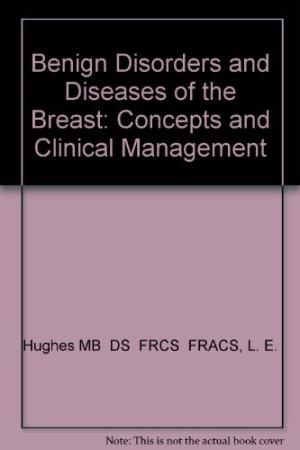 Benign Disorders and
Diseases of the
Breast: Concepts and
Clinical Management
Hughes MB DS FRCS FRACS, L. E.
Note: This is not the actual book cover